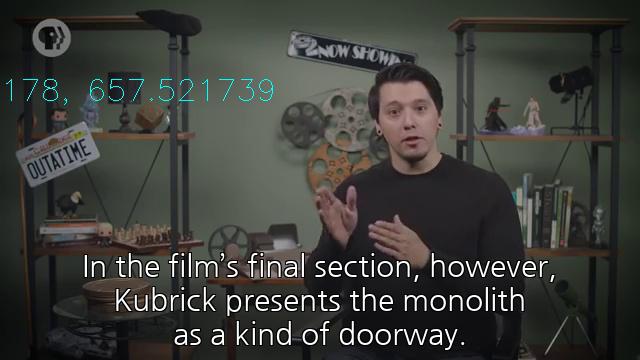 2NOW SHOWING
178, 657.521739
OUTATIME
In the film's final section, however,
Kubrick presents the monolith
as a kind of doorway.